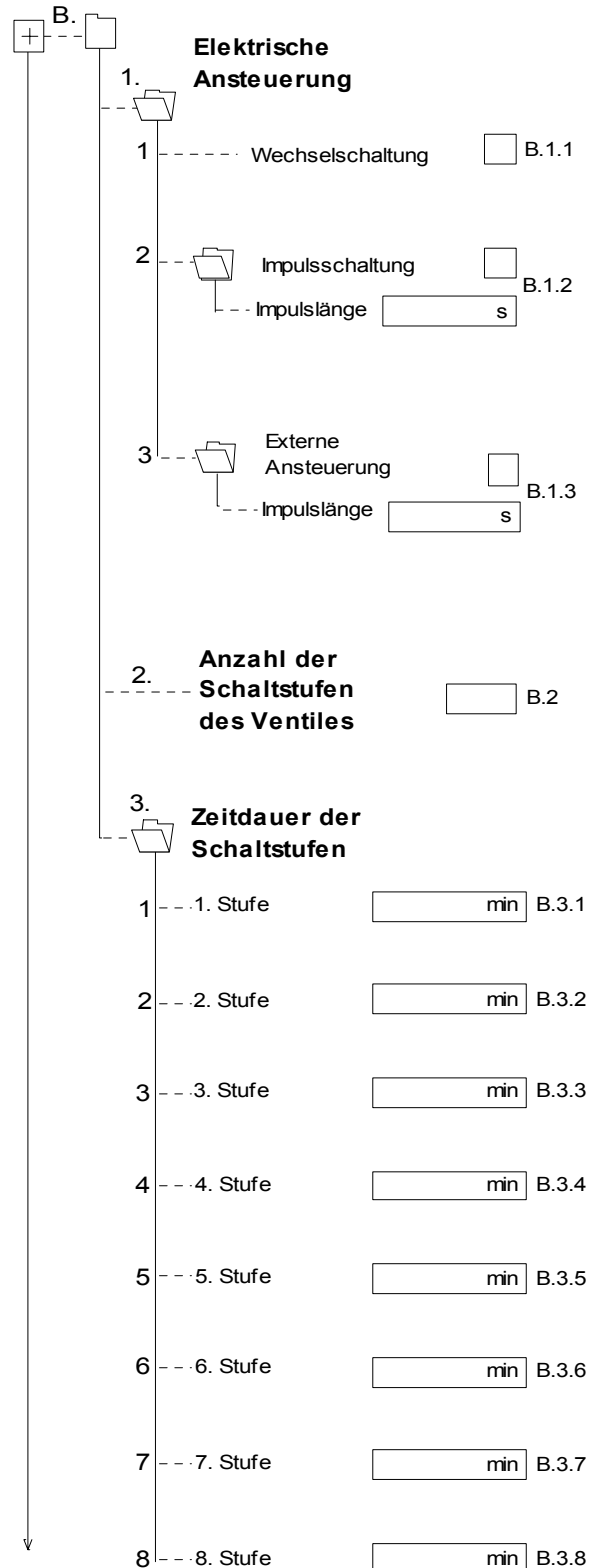 B.
1. Elektrische
Ansteuerung
1 Wechselschaltung B.1.1
2 Impulsschaltung
B.1.2
Impulslänge s
3 Externe
Ansteuerung
B.1.3
Impulslänge s
2. Anzahl der
Schaltstufen
des Ventiles
B.2
3. Zeitdauer der
Schaltstufen
1 1. Stufe min B.3.1
2 2. Stufe min B.3.2
3 3. Stufe min B.3.3
4 4. Stufe min B.3.4
5 5. Stufe min B.3.5
6 6. Stufe min B.3.6
7 7. Stufe min B.3.7
8 8. Stufe min B.3.8